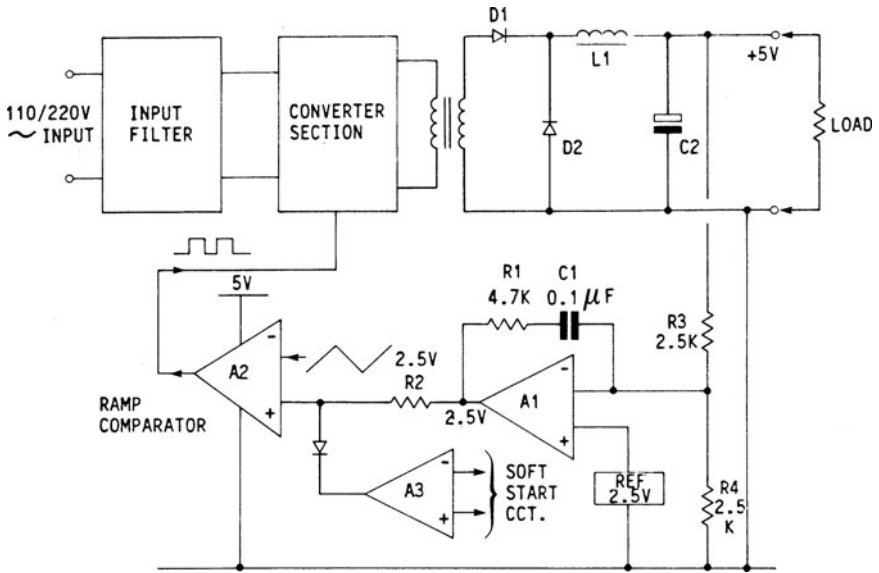 D1
L1
+5V
110/220V
~ INPUT
INPUT
FILTER
CONVERTER
SECTION
D2
C2
LOAD
5V
R1
4.7K
C1
0.1 μF
R3
2.5K
A2
-
+
2.5V
R2
2.5V
A1
-
+
RAMP
COMPARATOR
A3
-
+
SOFT
START
CCT.
REF
2.5V
R4
2.5
K